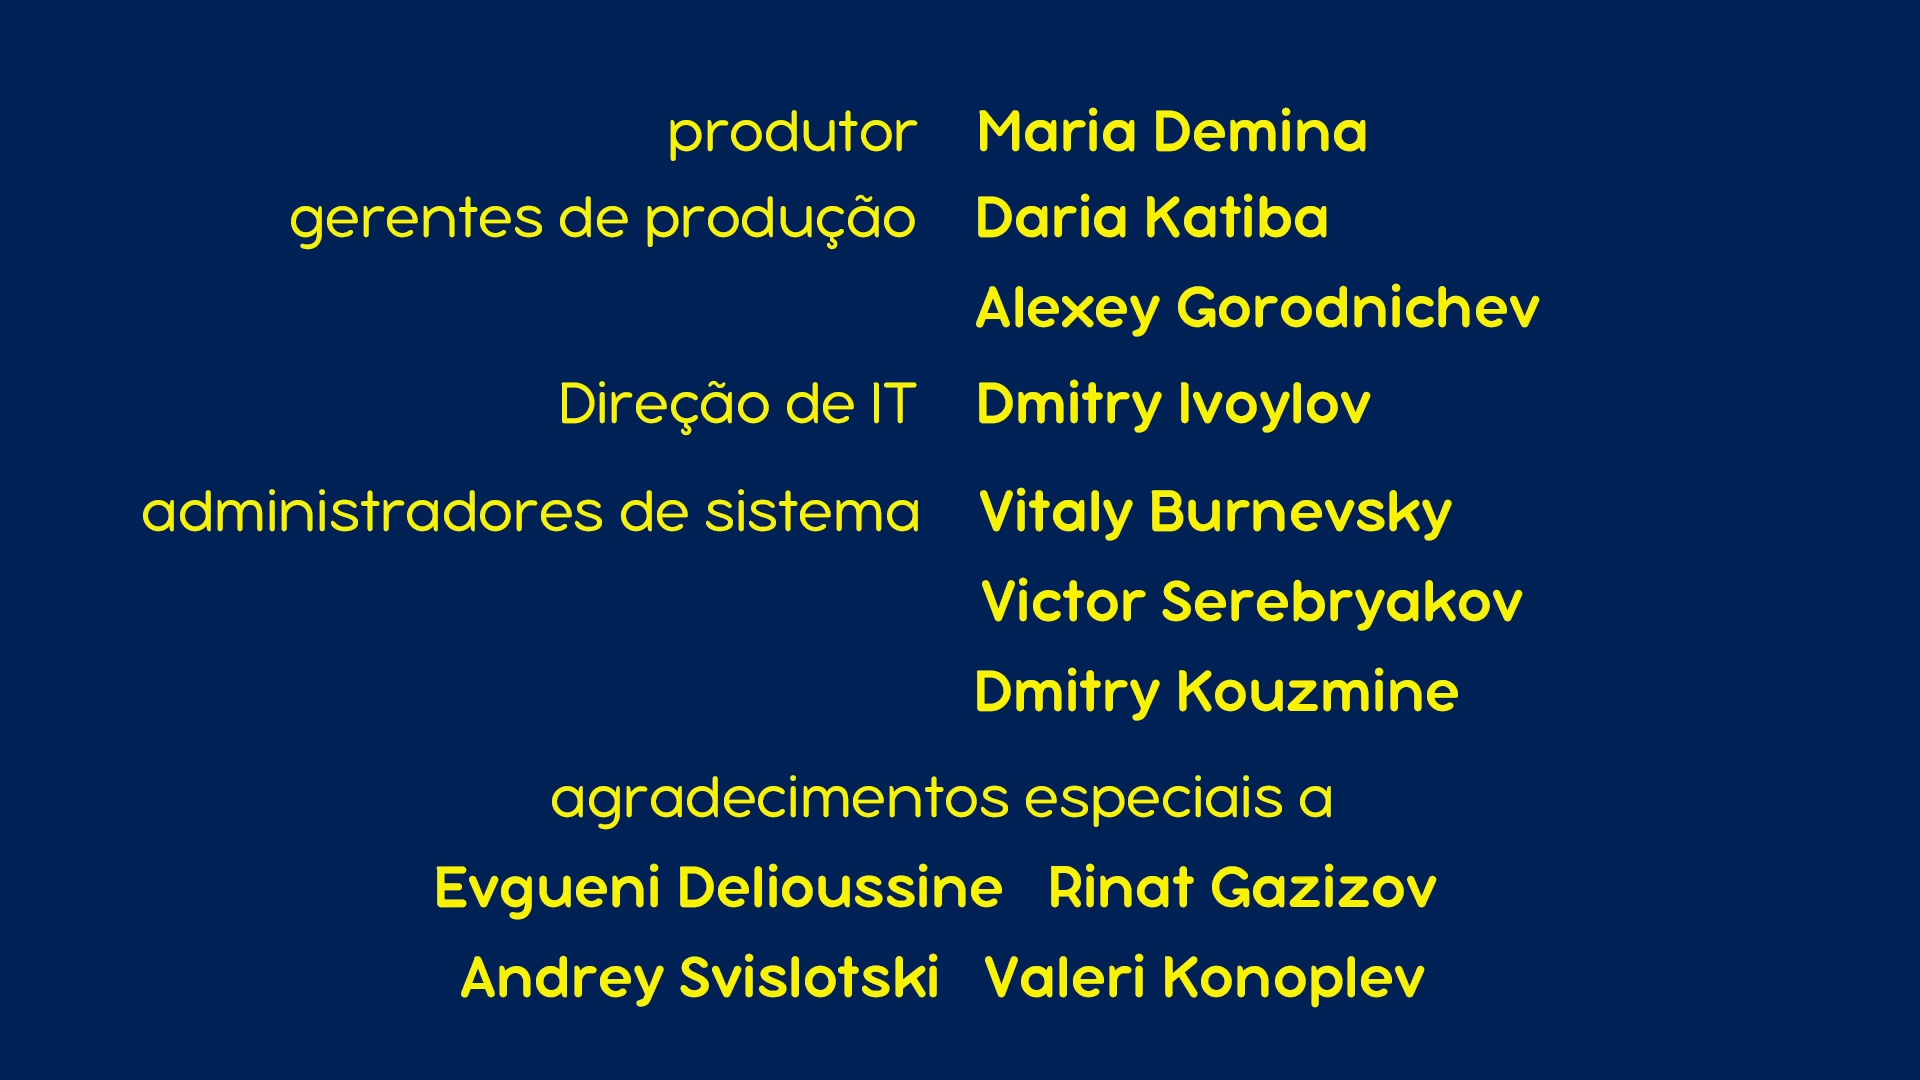 produtor Maria Demina
gerentes de produção Daria Katiba
Alexey Gorodnichev
Direção de IT Dmitry Ivoylov
administradores de sistema Vitaly Burnevsky
Victor Serebryakov
Dmitry Kouzmine
agradecimentos especiais a
Evgueni Delioussine Rinat Gazizov
Andrey Svislotski Valeri Konoplev